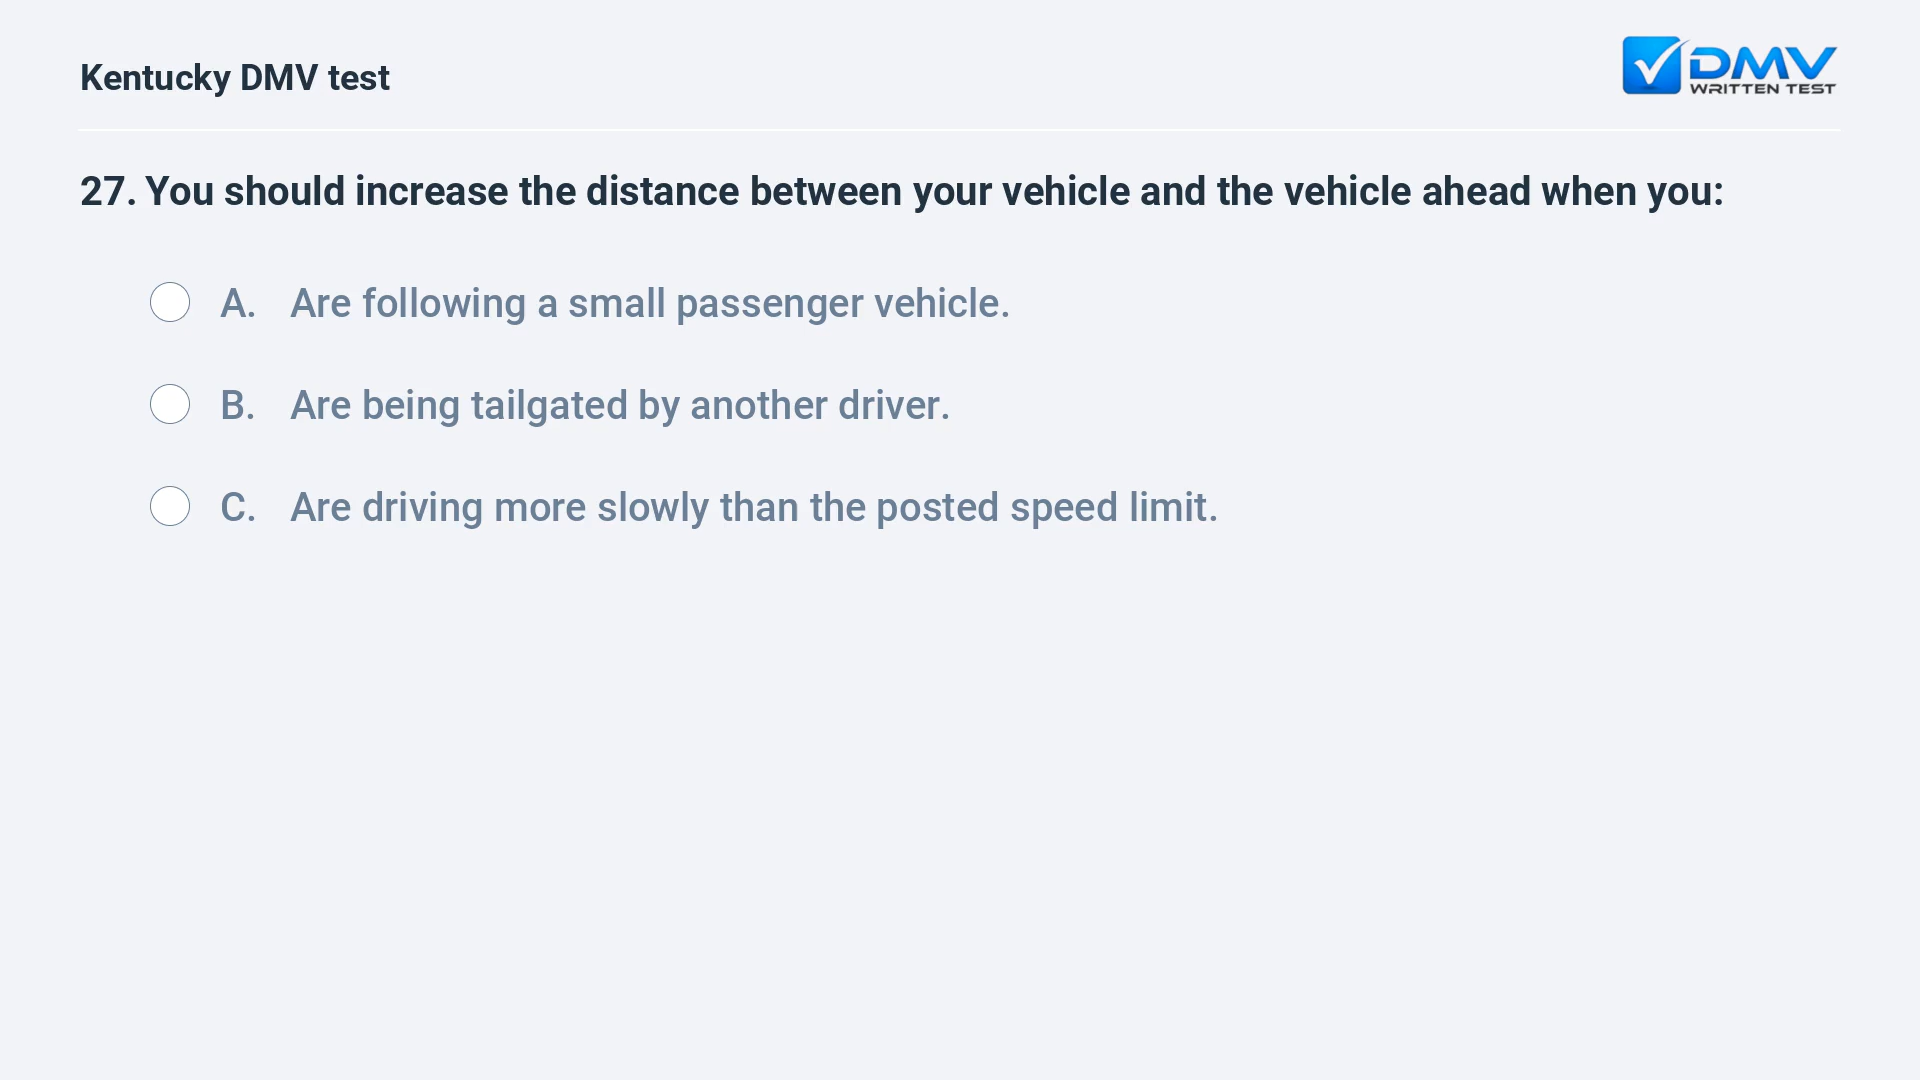 Kentucky DMV test
DMV
WRITTEN TEST
27. You should increase the distance between your vehicle and the vehicle ahead when you:
A. Are following a small passenger vehicle.
B. Are being tailgated by another driver.
C. Are driving more slowly than the posted speed limit.